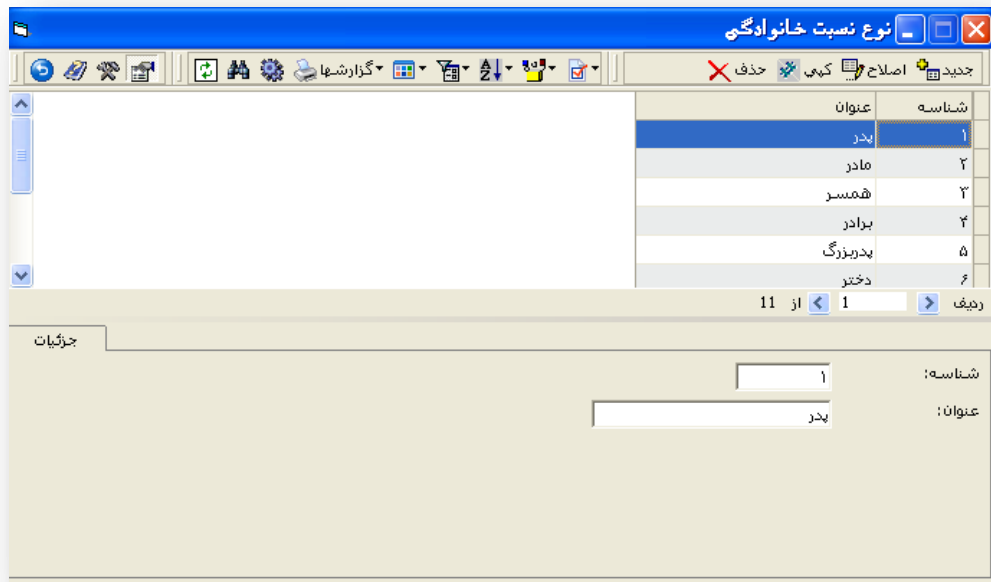 نوع نسبت خانوادگی
جدید اصلاح کپی حذف گزارشها
شناسه عنوان
۱ پدر
۲ مادر
۳ همسر
۴ برادر
۵ پدربزرگ
۶ دختر
ردیف 1 از 11
جزئیات
شناسه: ۱
عنوان: پدر